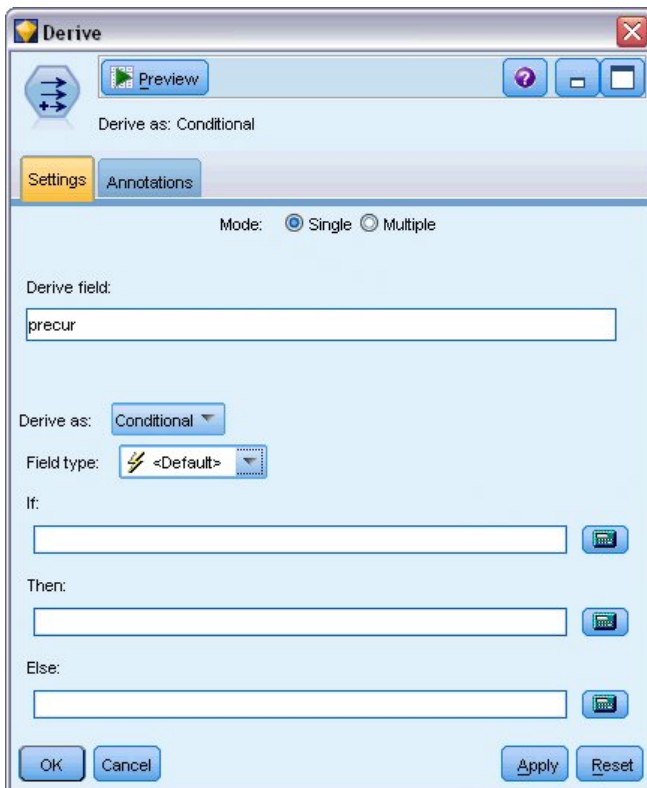 Derive
Preview
Derive as: Conditional
Settings Annotations
Mode: Single Multiple
Derive field:
precur
Derive as: Conditional
Field type: <Default>
If:
Then:
Else:
OK Cancel Apply Reset